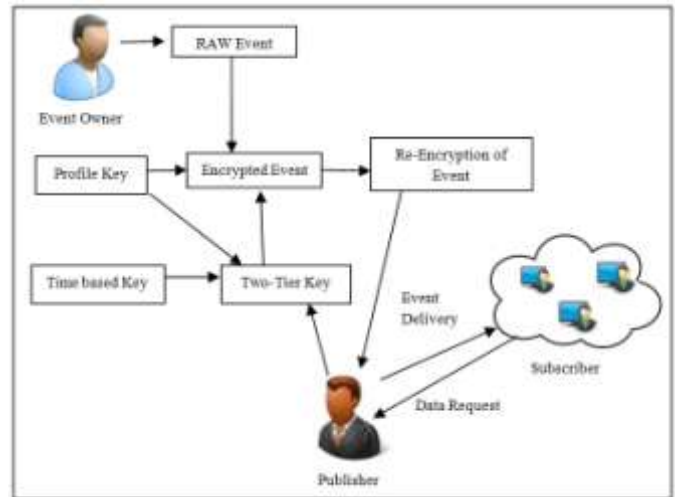 RAW Event
Event Owner
Profile Key
Encrypted Event
Re-Encryption of
Event
Time based Key
Two-Tier Key
Event
Delivery
Subscriber
Data Request
Publisher